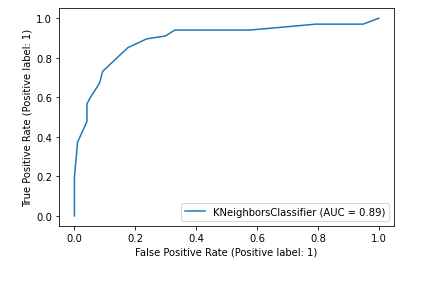 1.0
0.8
0.6
0.4
0.2
0.0
True Positive Rate (Positive label: 1)
KNeighborsClassifier (AUC = 0.89)
0.0 0.2 0.4 0.6 0.8 1.0
False Positive Rate (Positive label: 1)